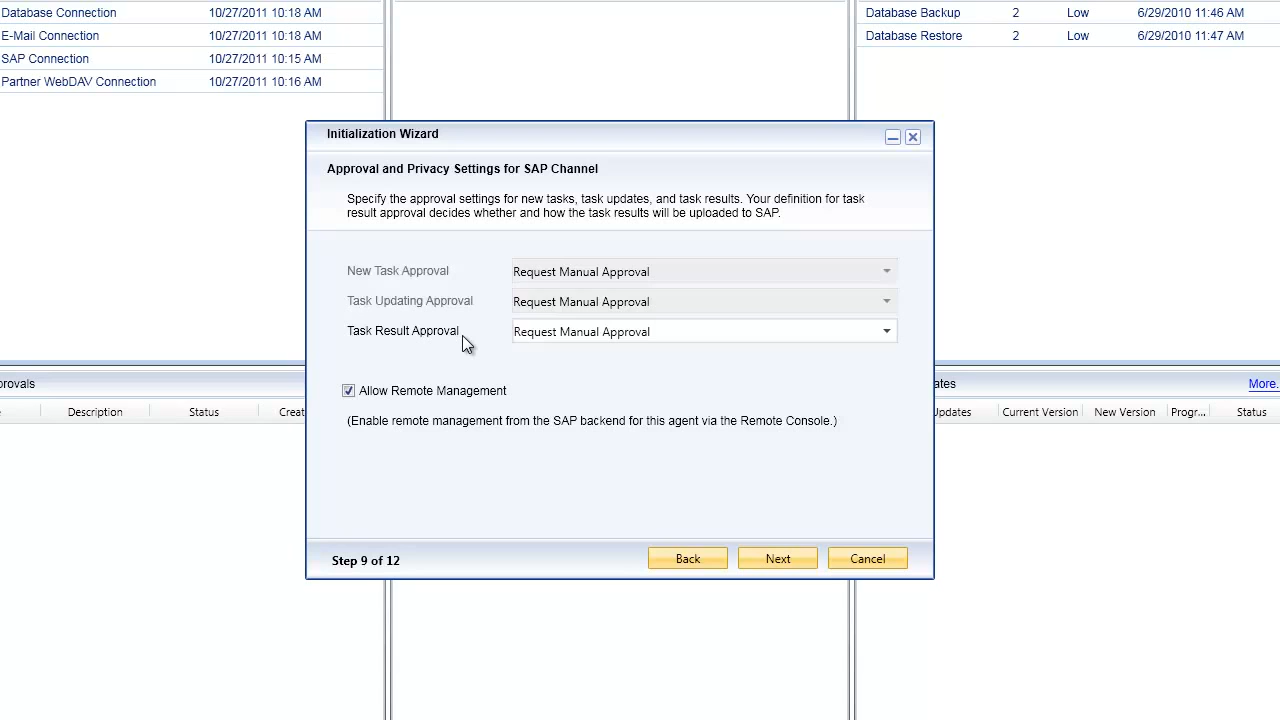 Database Connection 10/27/2011 10:18 AM
E-Mail Connection 10/27/2011 10:18 AM
SAP Connection 10/27/2011 10:15 AM
Partner WebDAV Connection 10/27/2011 10:16 AM
Database Backup 2 Low 6/29/2010 11:46 AM
Database Restore 2 Low 6/29/2010 11:47 AM
Initialization Wizard
Approval and Privacy Settings for SAP Channel
Specify the approval settings for new tasks, task updates, and task results. Your definition for task
result approval decides whether and how the task results will be uploaded to SAP.
New Task Approval Request Manual Approval
Task Updating Approval Request Manual Approval
Task Result Approval Request Manual Approval
Allow Remote Management
(Enable remote management from the SAP backend for this agent via the Remote Console.)
Step 9 of 12 Back Next Cancel
provals
Description Status Creat
ates More.
Updates Current Version New Version Progr... Status